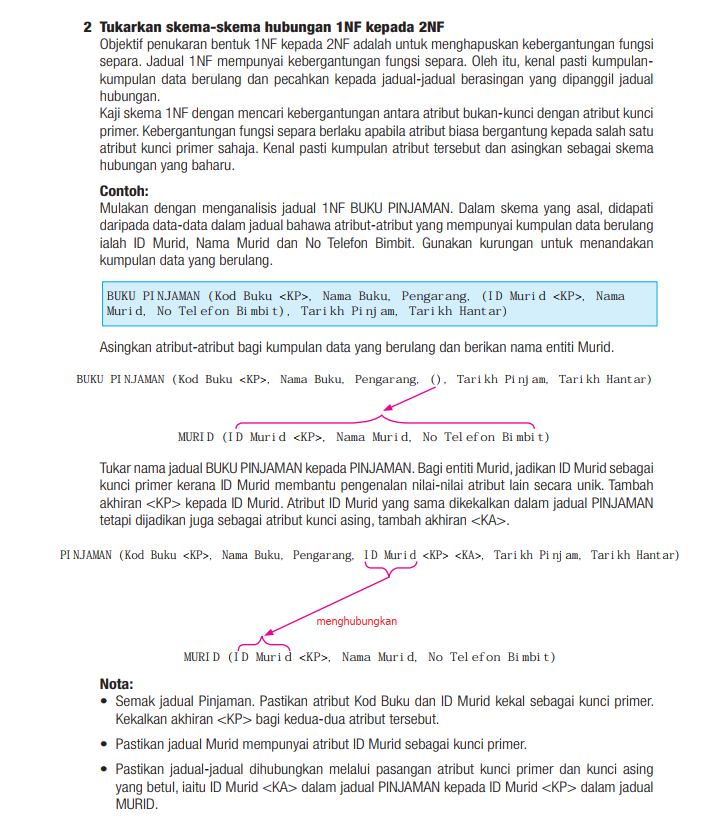 2 Tukarkan skema-skema hubungan 1NF kepada 2NF
Objektif penukaran bentuk 1NF kepada 2NF adalah untuk menghapuskan kebergantungan fungsi
separa. Jadual 1NF mempunyai kebergantungan fungsi separa. Oleh itu, kenal pasti kumpulan-
kumpulan data berulang dan pecahkan kepada jadual-jadual berasingan yang dipanggil jadual
hubungan.
Kaji skema 1NF dengan mencari kebergantungan antara atribut bukan-kunci dengan atribut kunci
primer. Kebergantungan fungsi separa berlaku apabila atribut biasa bergantung kepada salah satu
atribut kunci primer sahaja. Kenal pasti kumpulan atribut tersebut dan asingkan sebagai skema
hubungan yang baharu.
Contoh:
Mulakan dengan menganalisis jadual 1NF BUKU PINJAMAN. Dalam skema yang asal, didapati
daripada data-data dalam jadual bahawa atribut-atribut yang mempunyai kumpulan data berulang
ialah ID Murid, Nama Murid dan No Telefon Bimbit. Gunakan kurungan untuk menandakan
kumpulan data yang berulang.
BUKU PINJAMAN (Kod Buku <KP>, Nama Buku, Pengarang, (ID Murid <KP>, Nama
Murid, No Telefon Bimbit), Tarikh Pinjam, Tarikh Hantar)
Asingkan atribut-atribut bagi kumpulan data yang berulang dan berikan nama entiti Murid.
BUKU PINJAMAN (Kod Buku <KP>, Nama Buku, Pengarang, (), Tarikh Pinjam, Tarikh Hantar)
MURID (ID Murid <KP>, Nama Murid, No Telefon Bimbit)
Tukar nama jadual BUKU PINJAMAN kepada PINJAMAN. Bagi entiti Murid, jadikan ID Murid sebagai
kunci primer kerana ID Murid membantu pengenalan nilai-nilai atribut lain secara unik. Tambah
akhiran <KP> kepada ID Murid. Atribut ID Murid yang sama dikekalkan dalam jadual PINJAMAN
tetapi dijadikan juga sebagai atribut kunci asing, tambah akhiran <KA>.
PINJAMAN (Kod Buku <KP>, Nama Buku, Pengarang, ID Murid <KP> <KA>, Tarikh Pinjam, Tarikh Hantar)
menghubungkan
MURID (ID Murid <KP>, Nama Murid, No Telefon Bimbit)
Nota:
• Semak jadual Pinjaman. Pastikan atribut Kod Buku dan ID Murid kekal sebagai kunci primer.
Kekalkan akhiran <KP> bagi kedua-dua atribut tersebut.
• Pastikan jadual Murid mempunyai atribut ID Murid sebagai kunci primer.
• Pastikan jadual-jadual dihubungkan melalui pasangan atribut kunci primer dan kunci asing
yang betul, iaitu ID Murid <KA> dalam jadual PINJAMAN kepada ID Murid <KP> dalam jadual
MURID.